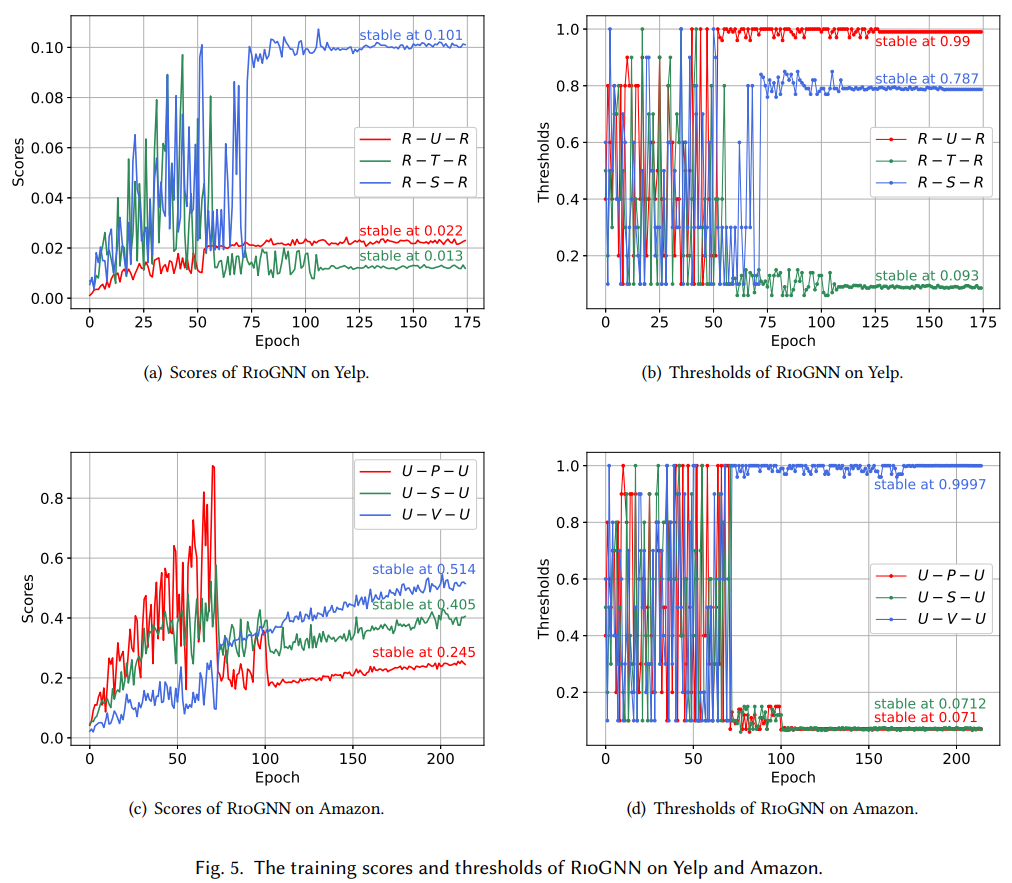 0.10
0.08
0.06
0.04
0.02
0.00
Scores
0 25 50 75 100 125 150 175
Epoch
stable at 0.101
R − U − R
R − T − R
R − S − R
stable at 0.022
stable at 0.013
(a) Scores of RioGNN on Yelp.
1.0
0.8
0.6
0.4
0.2
Thresholds
0 25 50 75 100 125 150 175
Epoch
stable at 0.99
stable at 0.787
R − U − R
R − T − R
R − S − R
stable at 0.093
(b) Thresholds of RioGNN on Yelp.
0.8
0.6
0.4
0.2
0.0
Scores
0 50 100 150 200
Epoch
U − P − U
U − S − U
U − V − U
stable at 0.514
stable at 0.405
stable at 0.245
(c) Scores of RioGNN on Amazon.
1.0
0.8
0.6
0.4
0.2
Thresholds
0 50 100 150 200
Epoch
stable at 0.9997
U − P − U
U − S − U
U − V − U
stable at 0.0712
stable at 0.071
(d) Thresholds of RioGNN on Amazon.
Fig. 5. The training scores and thresholds of RioGNN on Yelp and Amazon.